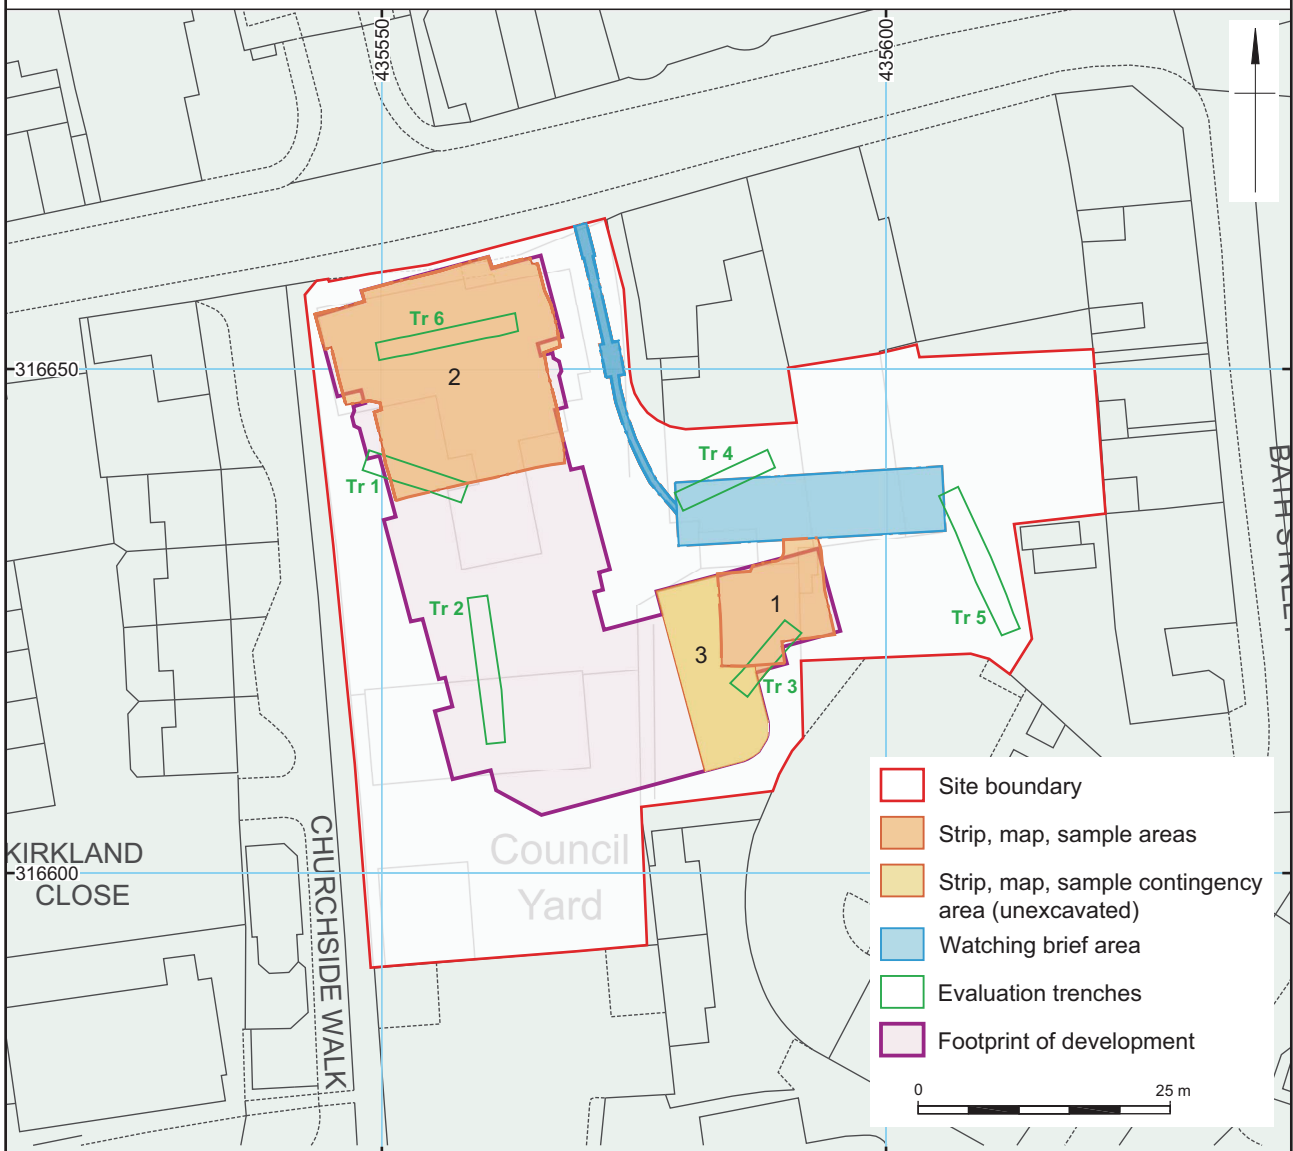 435550
435600
316650
316600
Tr 6
2
Tr 1
Tr 4
Tr 2
1
Tr 5
3
Tr 3
BATH STREET
KIRKLAND
CLOSE
CHURCHSIDE WALK
Council
Yard
Site boundary
Strip, map, sample areas
Strip, map, sample contingency
area (unexcavated)
Watching brief area
Evaluation trenches
Footprint of development
0
25 m